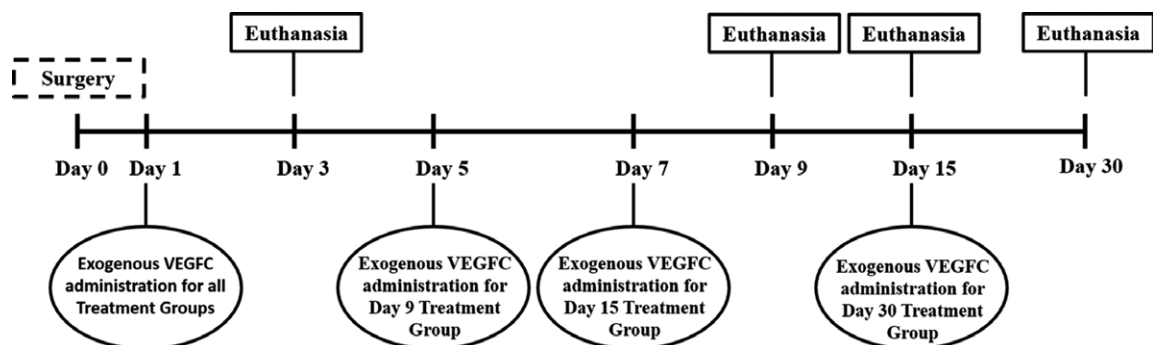 Euthanasia
Euthanasia
Euthanasia
Euthanasia
Surgery
Day 0
Day 1
Day 3
Day 5
Day 7
Day 9
Day 15
Day 30
Exogenous VEGFC
administration for all
Treatment Groups
Exogenous VEGFC
administration for
Day 9 Treatment
Group
Exogenous VEGFC
administration for
Day 15 Treatment
Group
Exogenous VEGFC
administration for
Day 30 Treatment
Group